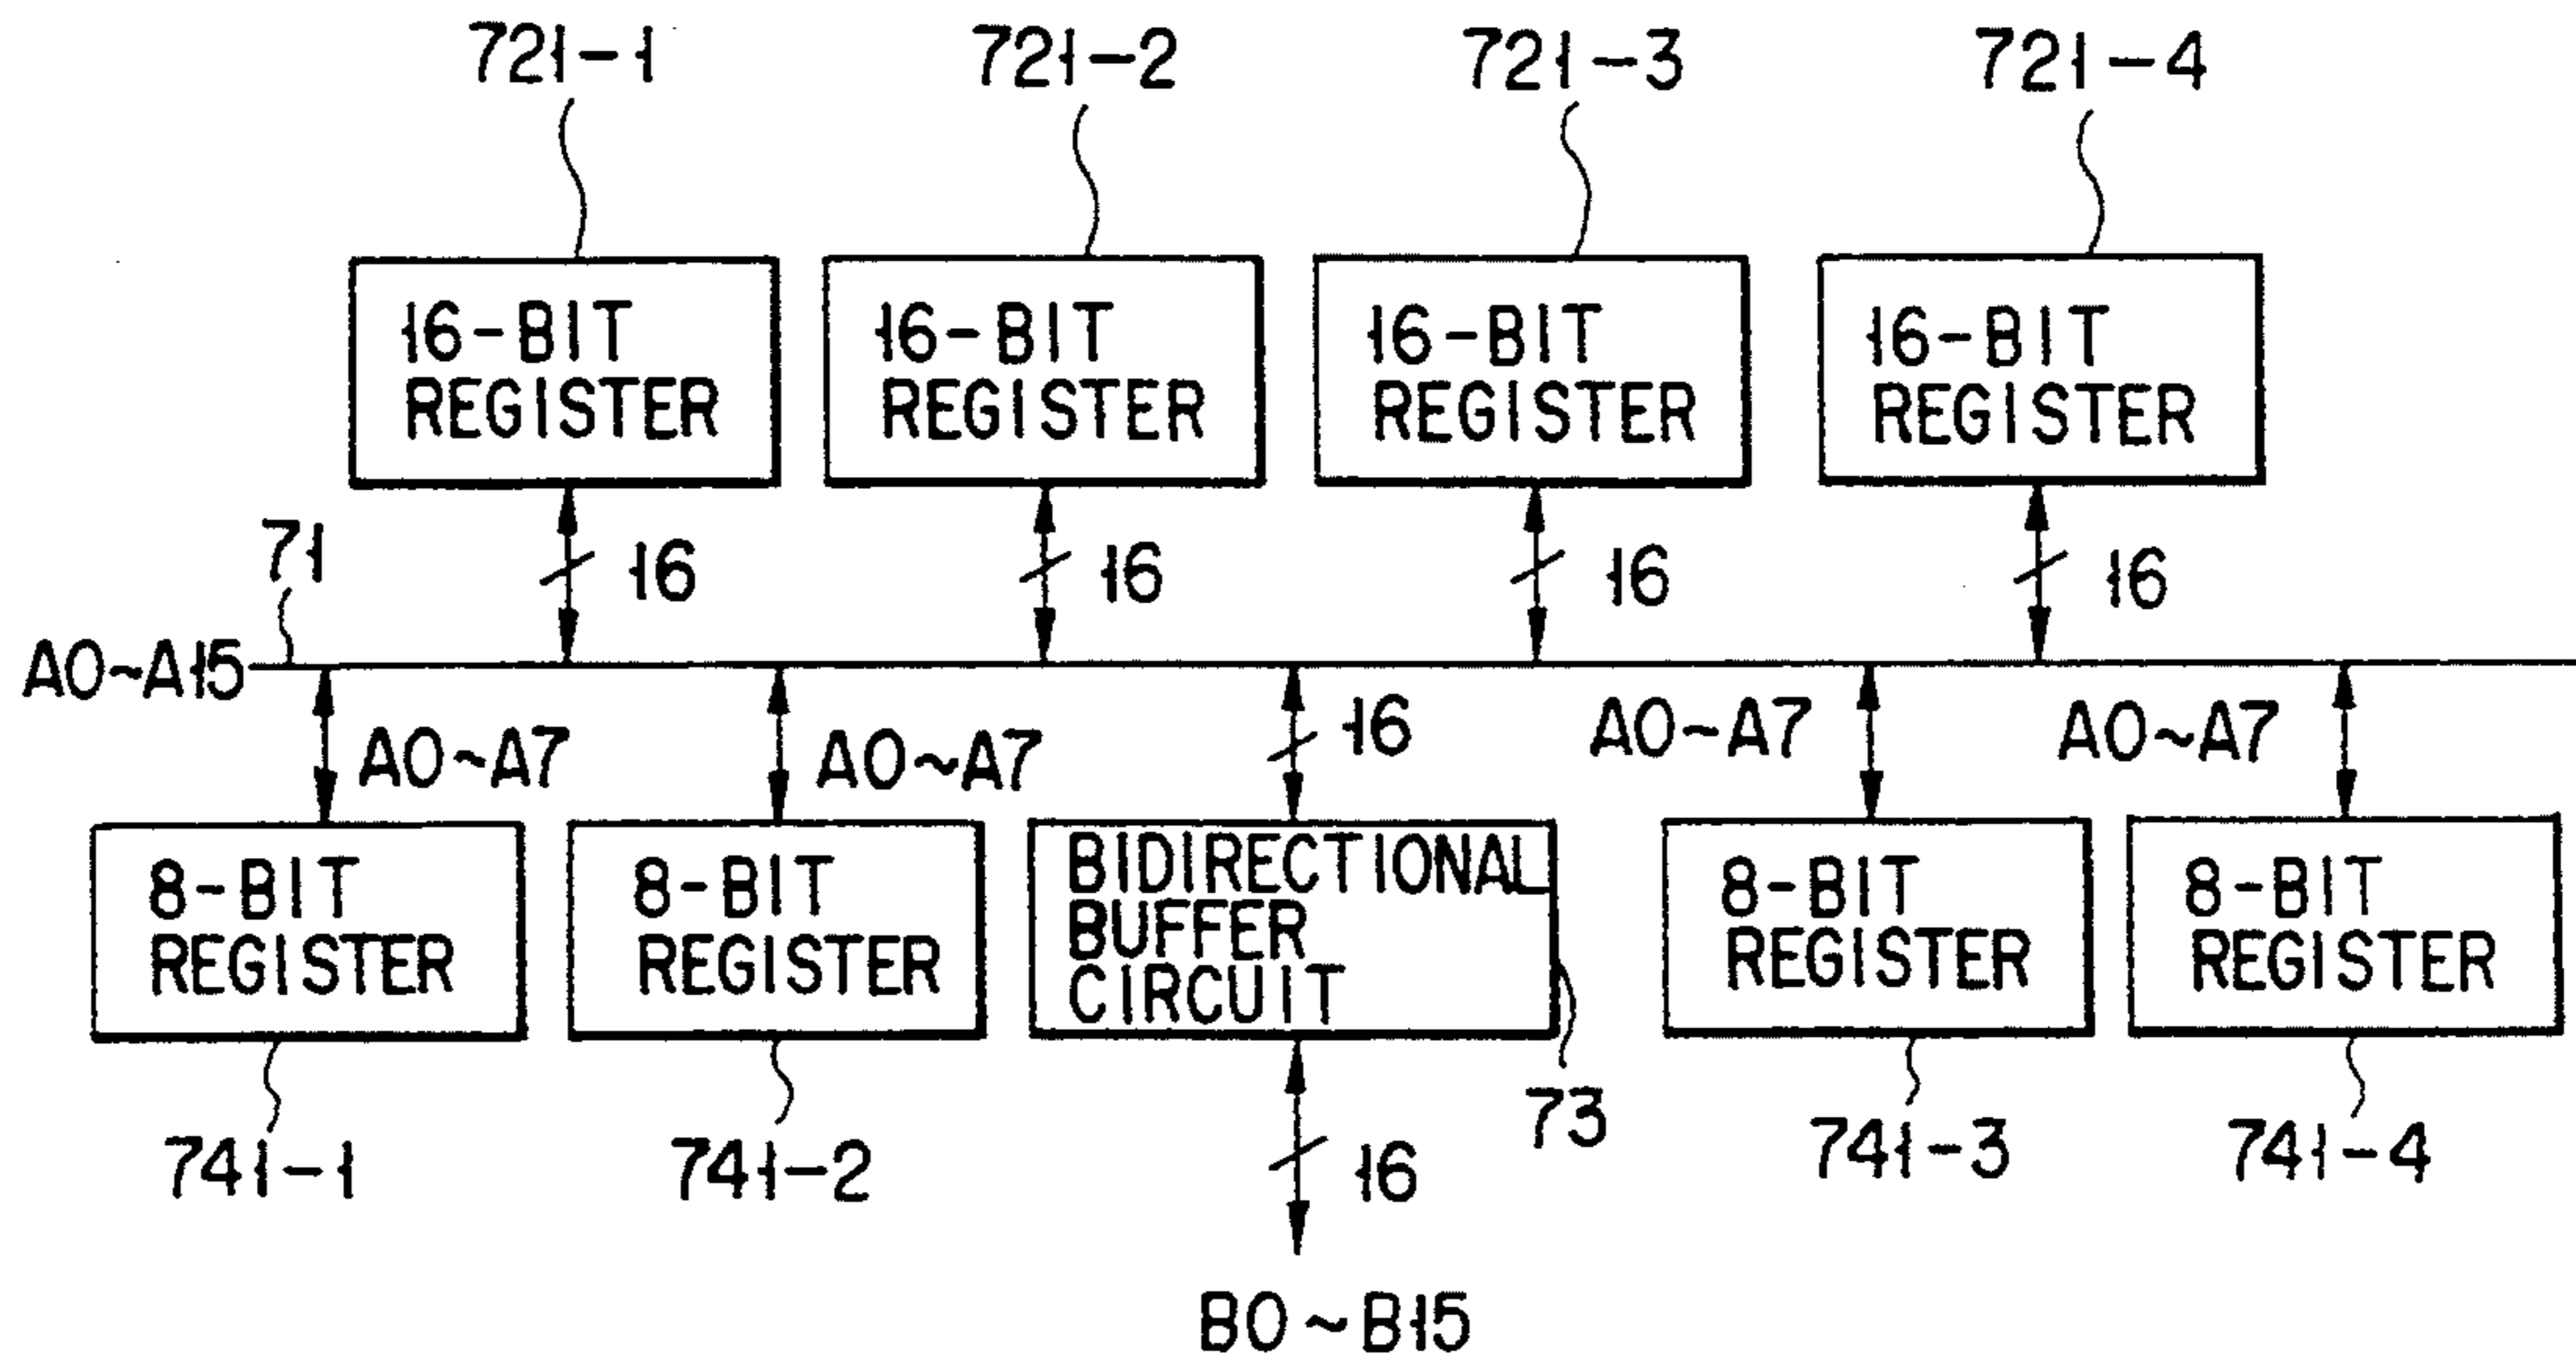 721-1
721-2
721-3
721-4
16-BIT
REGISTER
16-BIT
REGISTER
16-BIT
REGISTER
16-BIT
REGISTER
71
16
16
16
16
A0~A15
A0~A7
A0~A7
16
A0~A7
A0~A7
8-BIT
REGISTER
8-BIT
REGISTER
BIDIRECTIONAL
BUFFER
CIRCUIT
8-BIT
REGISTER
8-BIT
REGISTER
741-1
741-2
16
73
741-3
741-4
B0~B15